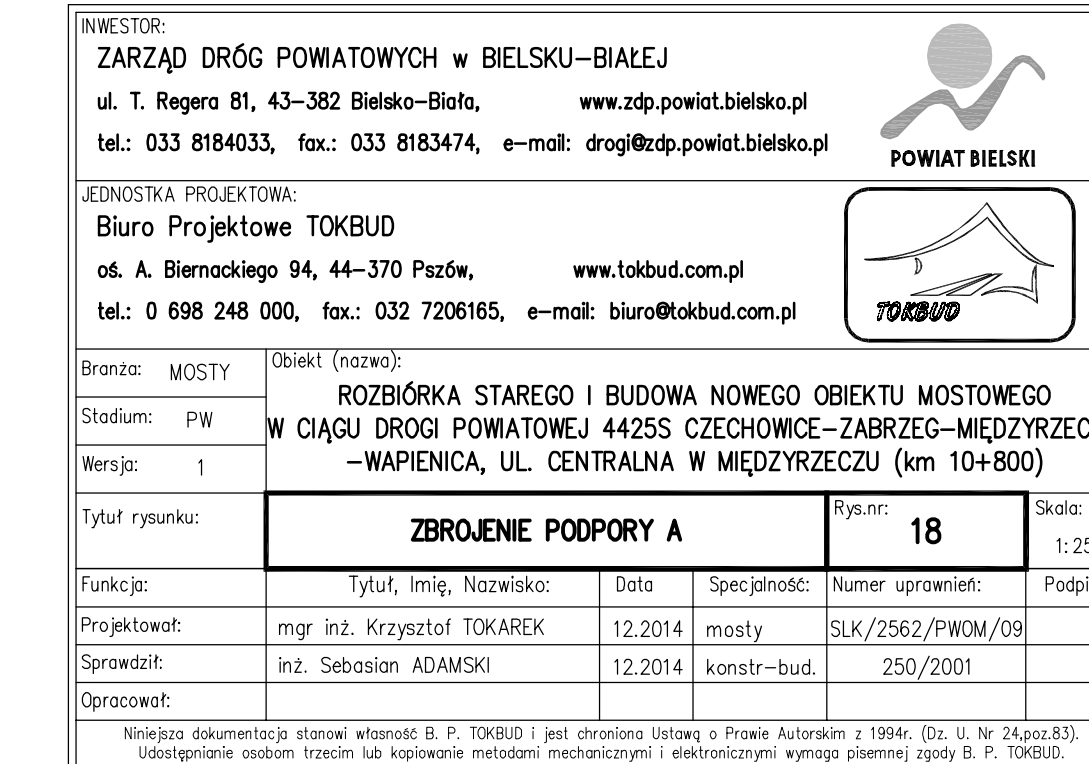 INWESTOR:
ZARZĄD DRÓG POWIATOWYCH w BIELSKU–BIAŁEJ
ul. T. Regera 81, 43–382 Bielsko–Biała, www.zdp.powiat.bielsko.pl
tel.: 033 8184033, fax.: 033 8183474, e–mail: drogi@zdp.powiat.bielsko.pl
POWIAT BIELSKI
JEDNOSTKA PROJEKTOWA:
Biuro Projektowe TOKBUD
oś. A. Biernackiego 94, 44–370 Pszów, www.tokbud.com.pl
tel.: 0 698 248 000, fax.: 032 7206165, e–mail: biuro@tokbud.com.pl
TOKBUD
Branża: MOSTY
Stadium: PW
Wersja: 1
Obiekt (nazwa):
ROZBIÓRKA STAREGO I BUDOWA NOWEGO OBIEKTU MOSTOWEGO
W CIĄGU DROGI POWIATOWEJ 4425S CZECHOWICE–ZABRZEG–MIĘDZYRZEC
–WAPIENICA, UL. CENTRALNA W MIĘDZYRZECZU (km 10+800)
Tytuł rysunku: ZBROJENIE PODPORY A Rys.nr: 18 Skala: 1:25
Funkcja: Tytuł, Imię, Nazwisko: Data Specjalność: Numer uprawnień: Podpi
Projektował: mgr inż. Krzysztof TOKAREK 12.2014 mosty SLK/2562/PWOM/09
Sprawdził: inż. Sebasian ADAMSKI 12.2014 konstr–bud. 250/2001
Opracował:
Niniejsza dokumentacja stanowi własność B. P. TOKBUD i jest chroniona Ustawą o Prawie Autorskim z 1994r. (Dz. U. Nr 24,poz.83).
Udostępnianie osobom trzecim lub kopiowanie metodami mechanicznymi i elektronicznymi wymaga pisemnej zgody B. P. TOKBUD.